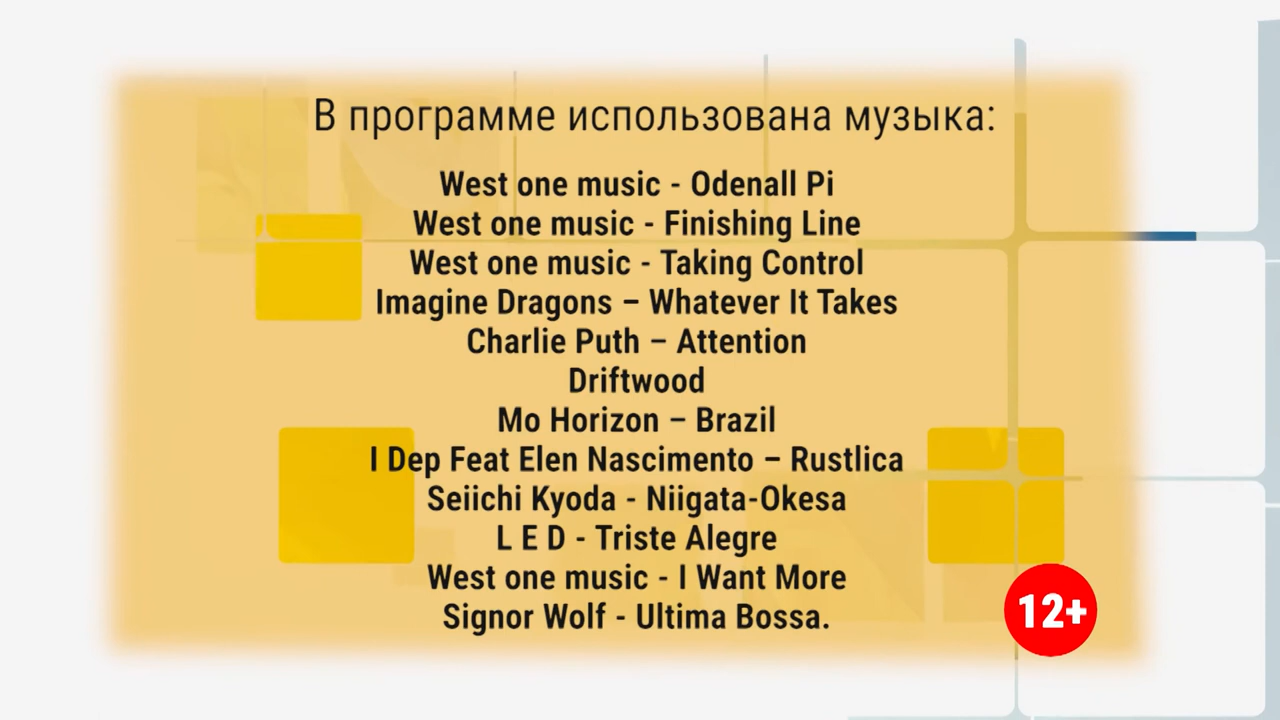 В программе использована музыка:
West one music - Odenall Pi
West one music - Finishing Line
West one music - Taking Control
Imagine Dragons – Whatever It Takes
Charlie Puth – Attention
Driftwood
Mo Horizon – Brazil
I Dep Feat Elen Nascimento – Rustlica
Seiichi Kyoda - Niigata-Okesa
L E D - Triste Alegre
West one music - I Want More
Signor Wolf - Ultima Bossa.
12+